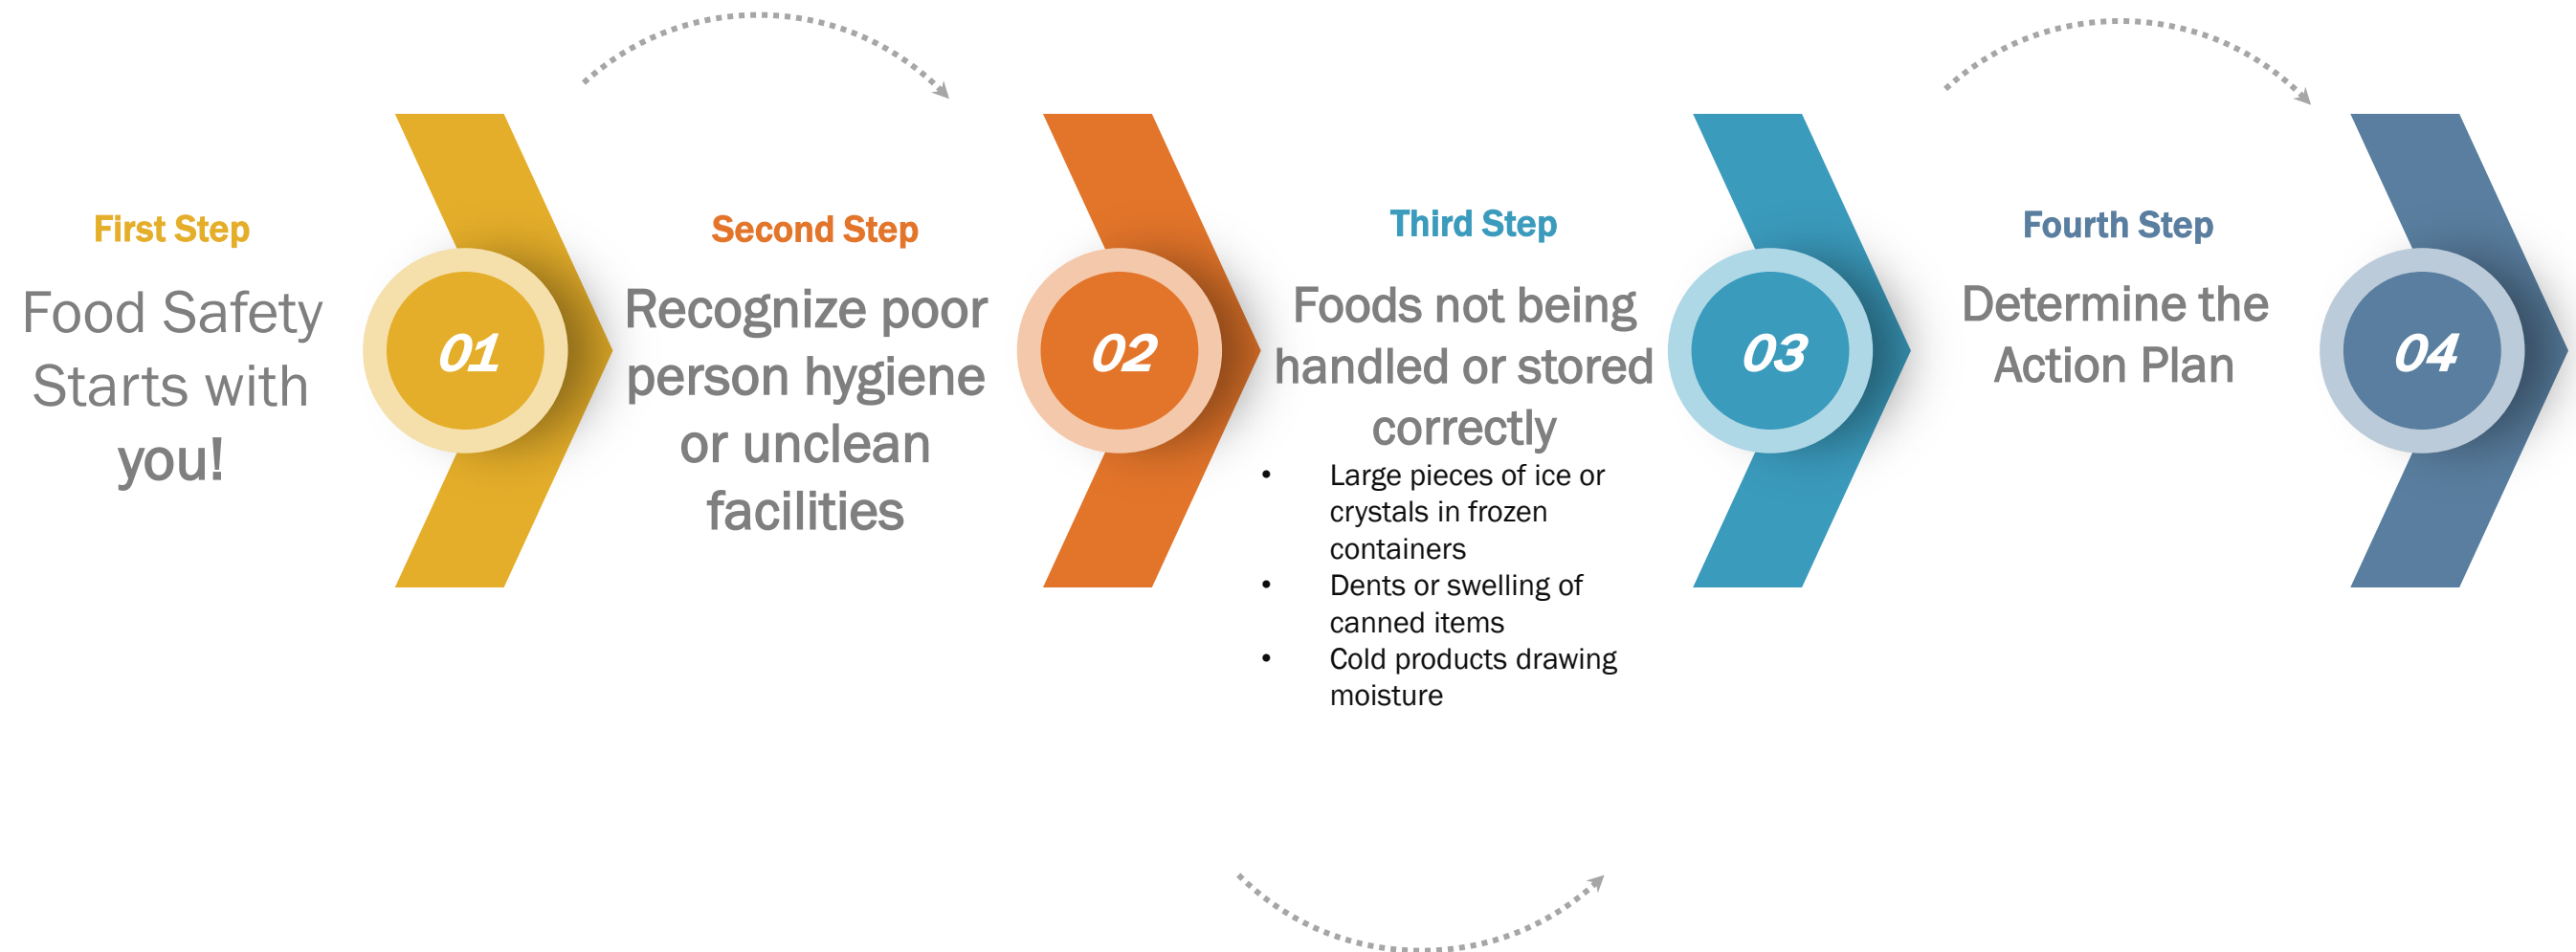 First Step
Food Safety
Starts with
you!
01
Second Step
Recognize poor
person hygiene
or unclean
facilities
02
Third Step
Foods not being
handled or stored
correctly
• Large pieces of ice or
crystals in frozen
containers
• Dents or swelling of
canned items
• Cold products drawing
moisture
03
Fourth Step
Determine the
Action Plan
04